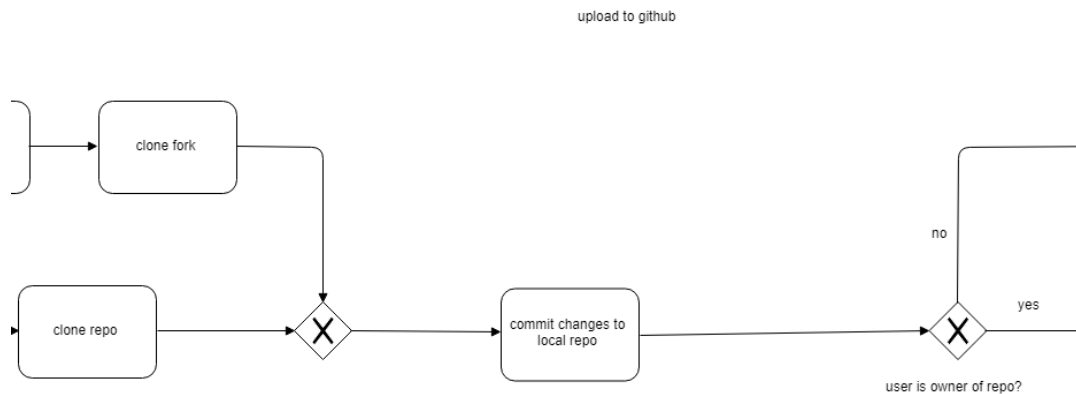 upload to github
clone fork
no
clone repo
commit changes to
local repo
yes
user is owner of repo?